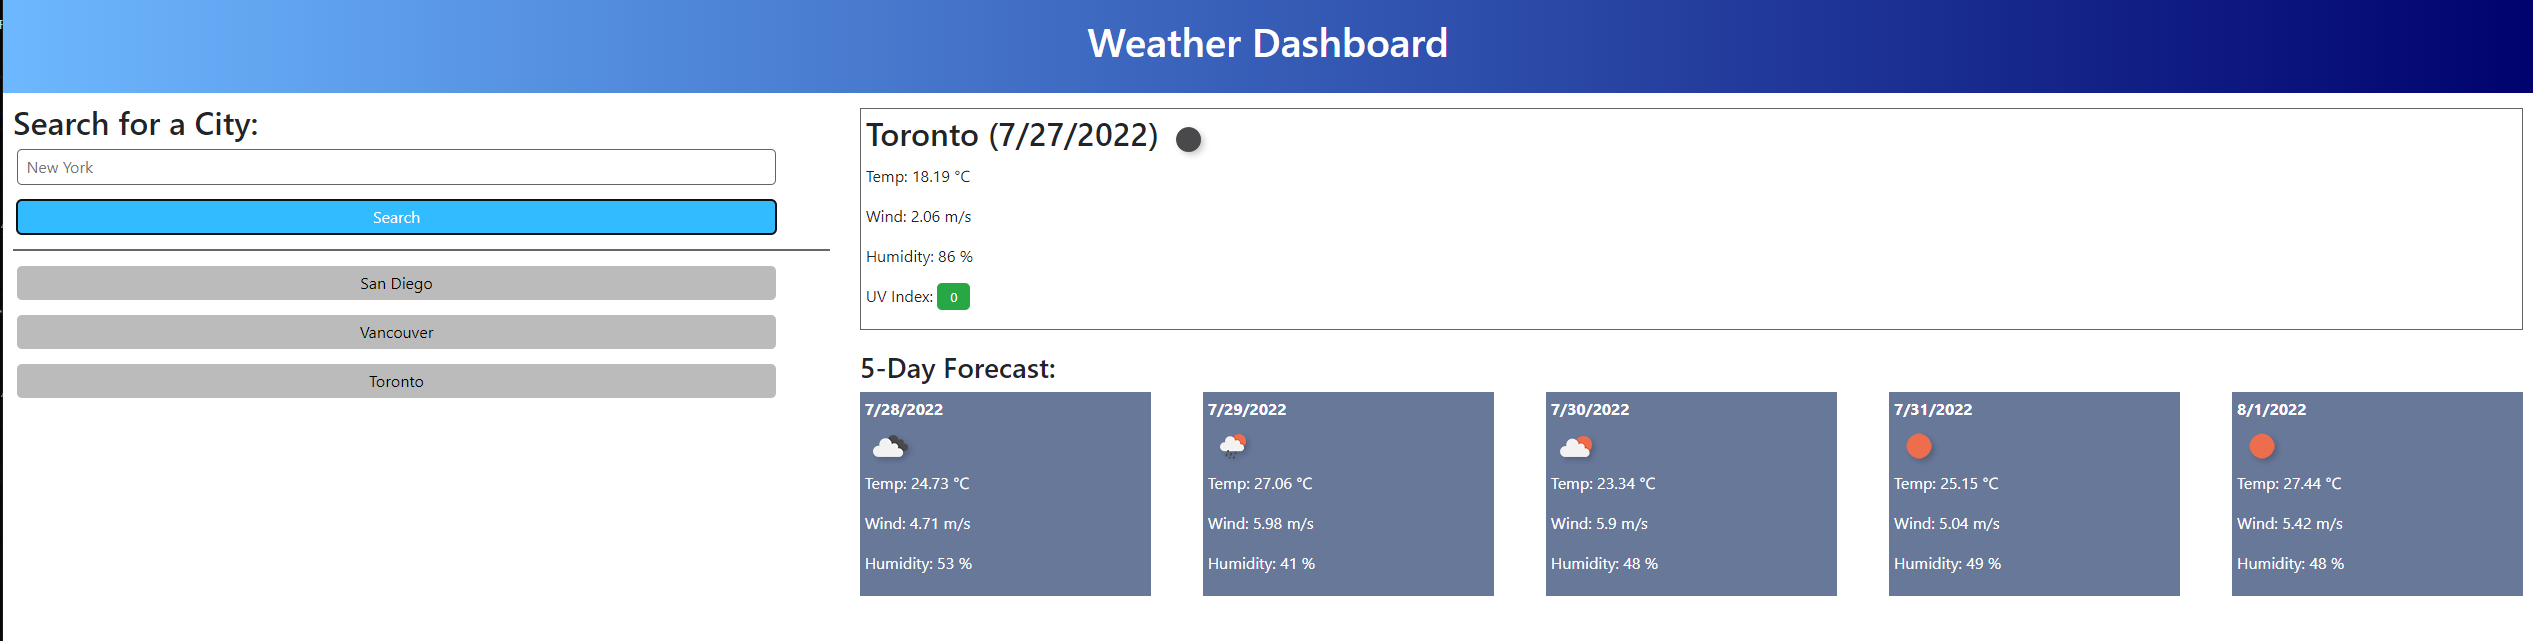 Weather Dashboard
Search for a City:
New York
Search
San Diego
Vancouver
Toronto
Toronto (7/27/2022)
Temp: 18.19 °C
Wind: 2.06 m/s
Humidity: 86 %
UV Index: 0
5-Day Forecast:
7/28/2022
Temp: 24.73 °C
Wind: 4.71 m/s
Humidity: 53 %
7/29/2022
Temp: 27.06 °C
Wind: 5.98 m/s
Humidity: 41 %
7/30/2022
Temp: 23.34 °C
Wind: 5.9 m/s
Humidity: 48 %
7/31/2022
Temp: 25.15 °C
Wind: 5.04 m/s
Humidity: 49 %
8/1/2022
Temp: 27.44 °C
Wind: 5.42 m/s
Humidity: 48 %